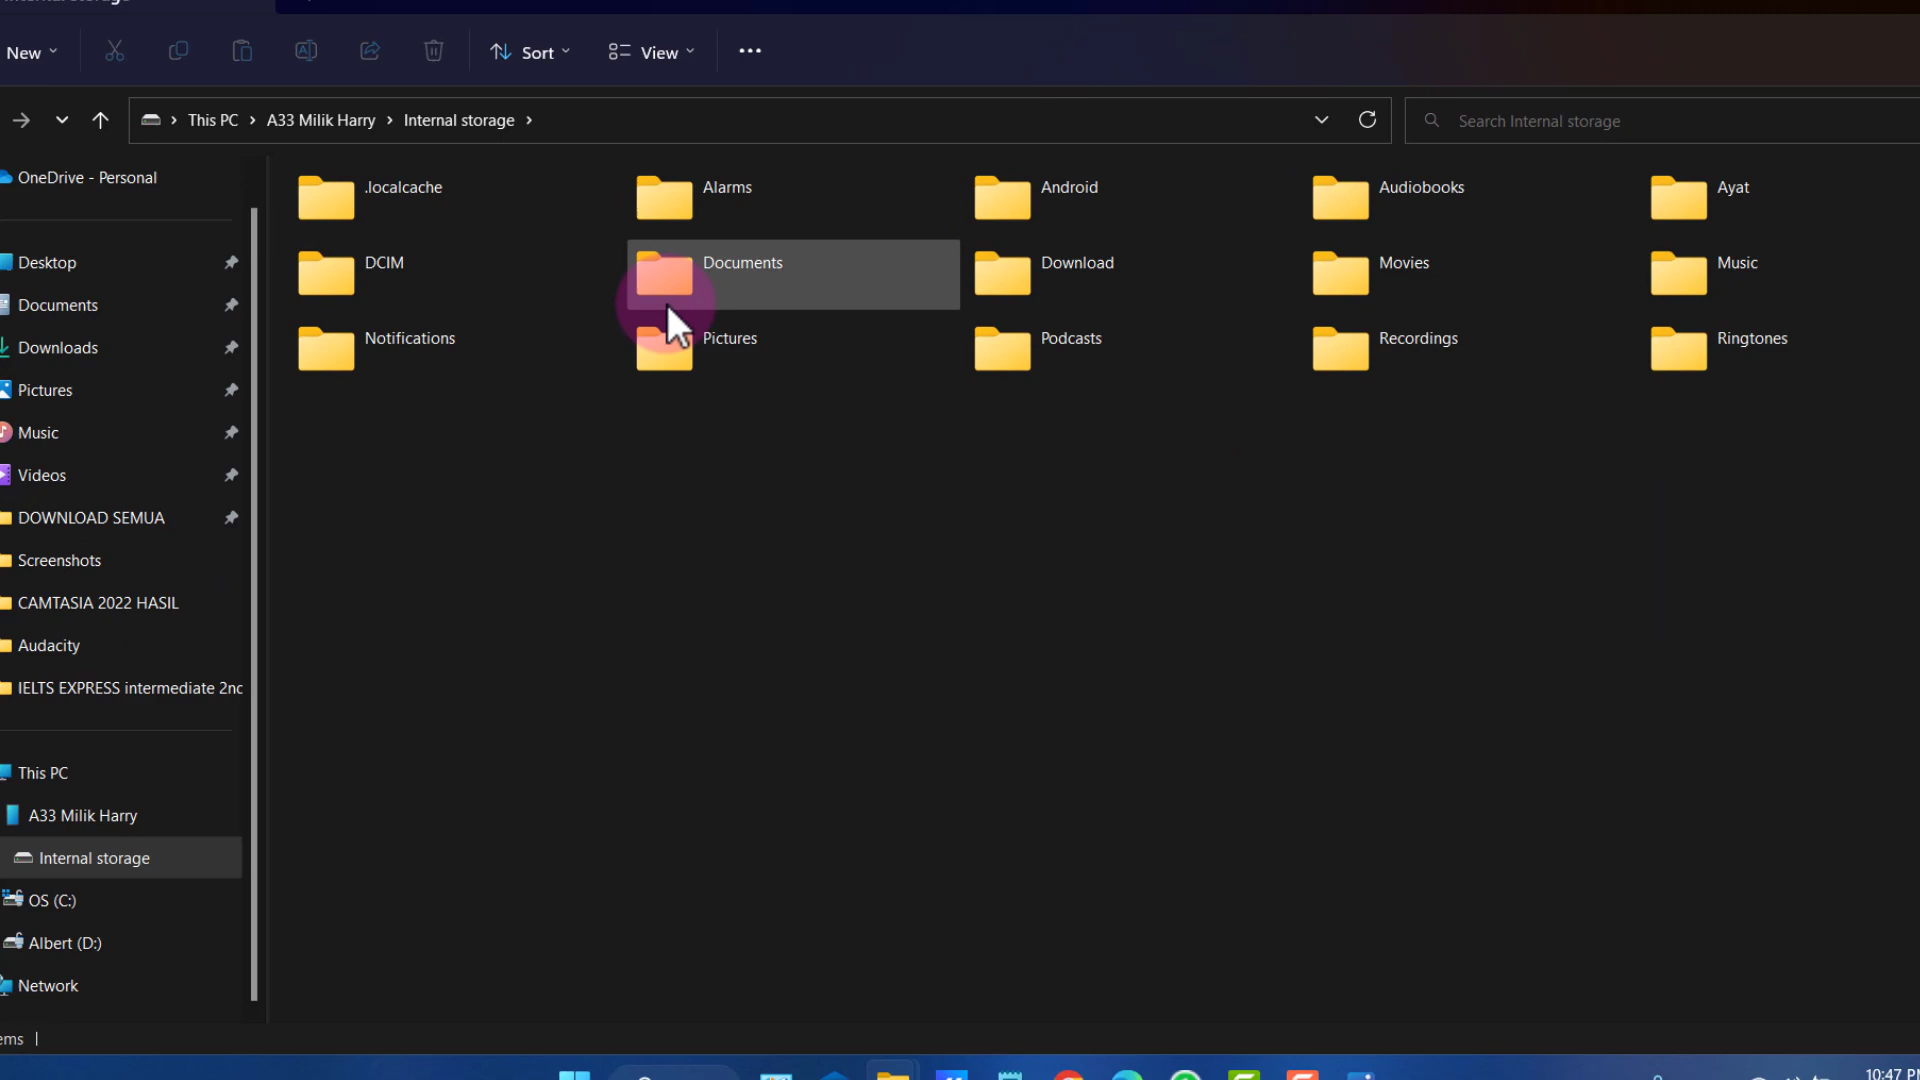 New
Sort
View
This PC
A33 Milik Harry
Internal storage
Search Internal storage
OneDrive - Personal
Desktop
Documents
Downloads
Pictures
Music
Videos
DOWNLOAD SEMUA
Screenshots
CAMTASIA 2022 HASIL
Audacity
IELTS EXPRESS intermediate 2n
This PC
A33 Milik Harry
Internal storage
OS (C:)
Albert (D:)
Network
.localcache
Alarms
Android
Audiobooks
Ayat
DCIM
Documents
Download
Movies
Music
Notifications
Pictures
Podcasts
Recordings
Ringtones
ems
10:47 PM